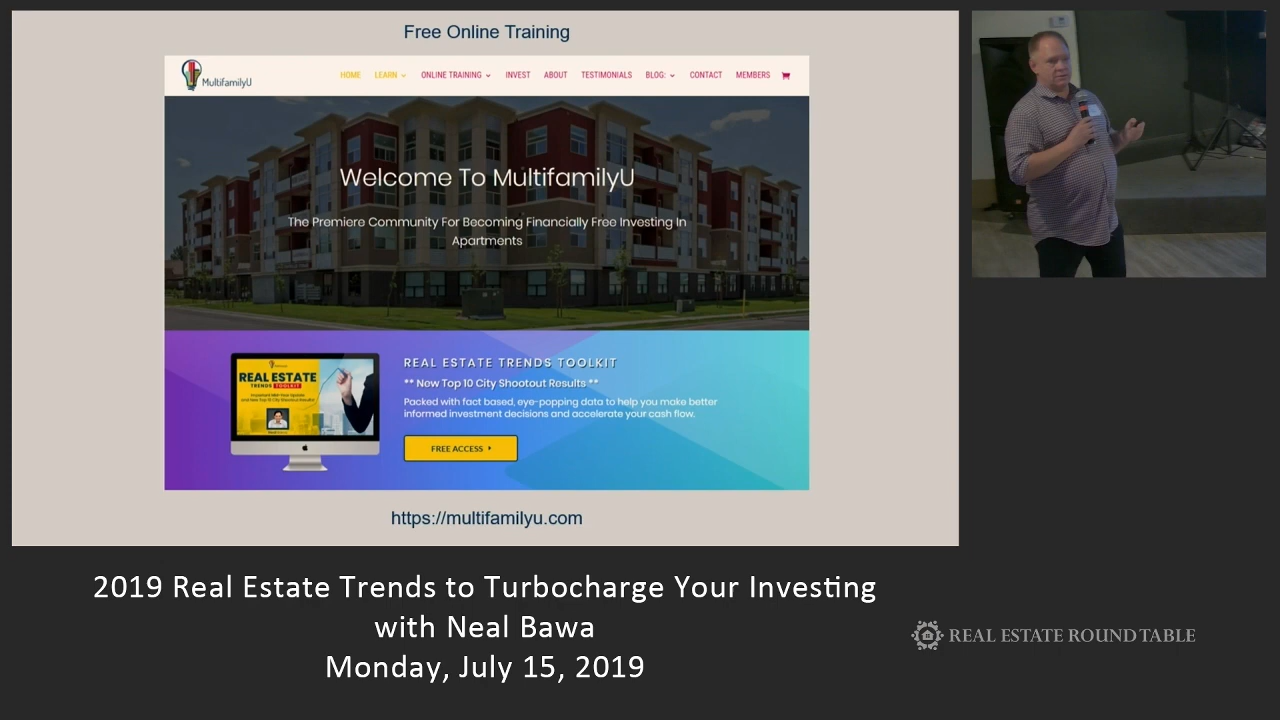 Free Online Training
MultifamilyU
HOME LEARN ONLINE TRAINING INVEST ABOUT TESTIMONIALS BLOG: CONTACT MEMBERS
Welcome To MultifamilyU
The Premiere Community For Becoming Financially Free Investing In
Apartments
REAL ESTATE
TRENDS TOOLKIT
REAL ESTATE TRENDS TOOLKIT
** New Top 10 City Shootout Results **
Packed with fact based, eye-popping data to help you make better
informed investment decisions and accelerate your cash flow.
FREE ACCESS
https://multifamilyu.com
2019 Real Estate Trends to Turbocharge Your Investing
with Neal Bawa
Monday, July 15, 2019
REAL ESTATE ROUND TABLE